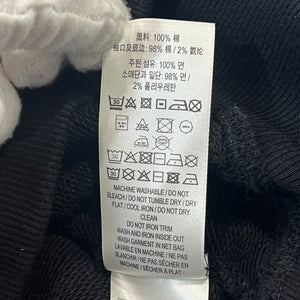 面料: 100% 棉
袖口及底边: 98% 棉 / 2% 氨纶
주원 섬유: 100% 면
소매단과 밑단: 98% 면 /
2% 폴리우레탄
MACHINE WASHABLE / DO NOT
BLEACH / DO NOT TUMBLE DRY / DRY
FLAT / COOL IRON / DO NOT DRY
CLEAN
DO NOT IRON TRIM
WASH AND IRON INSIDE OUT
WASH GARMENT IN NET BAG
LAVABLE EN MACHINE / NE PAS
BLANCHIR / NE PAS SÉCHER EN
MACHINE / SÉCHER À PLAT /